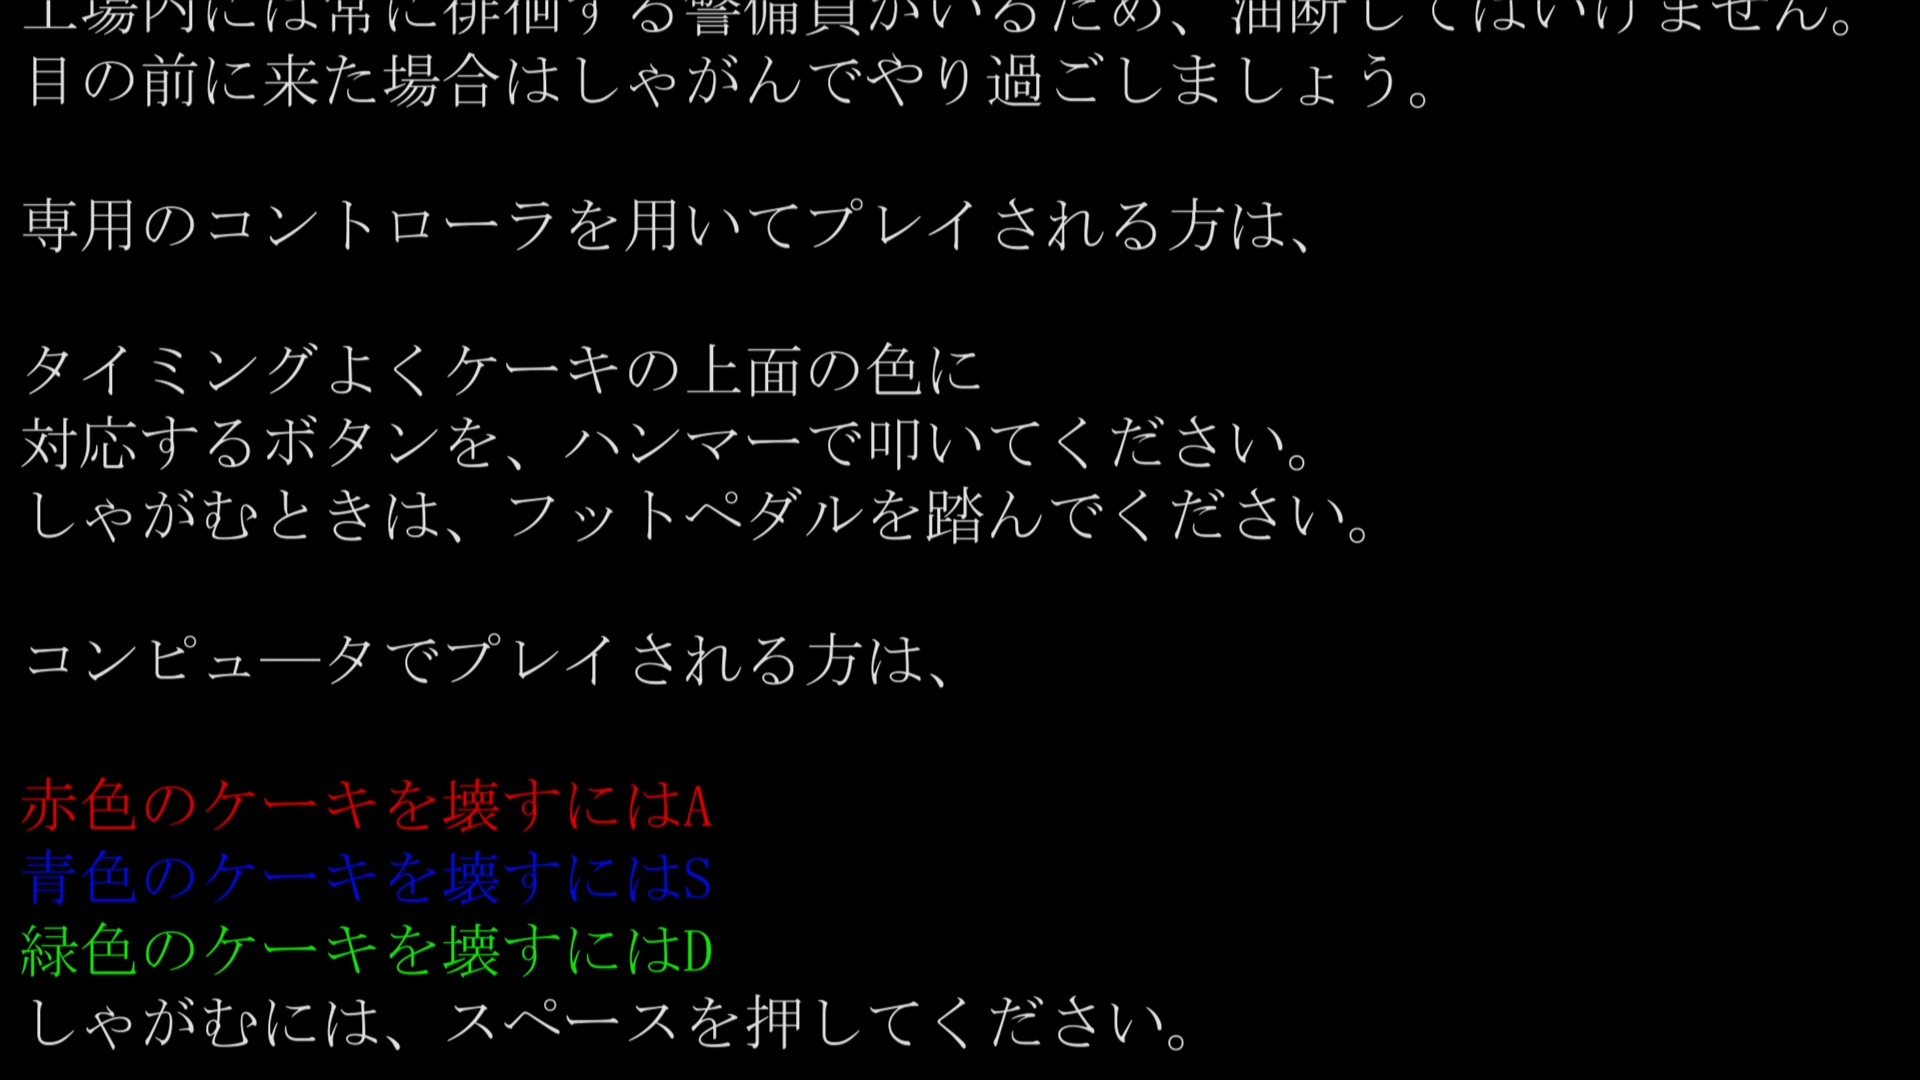 工場内には常に徘徊する警備員がいるため、油断してはいけません。
目の前に来た場合はしゃがんでやり過ごしましょう。
専用のコントローラを用いてプレイされる方は、
タイミングよくケーキの上面の色に
対応するボタンを、ハンマーで叩いてください。
しゃがむときは、フットペダルを踏んでください。
コンピュ―タでプレイされる方は、
赤色のケーキを壊すにはA
青色のケーキを壊すにはS
緑色のケーキを壊すにはD
しゃがむには、スペースを押してください。